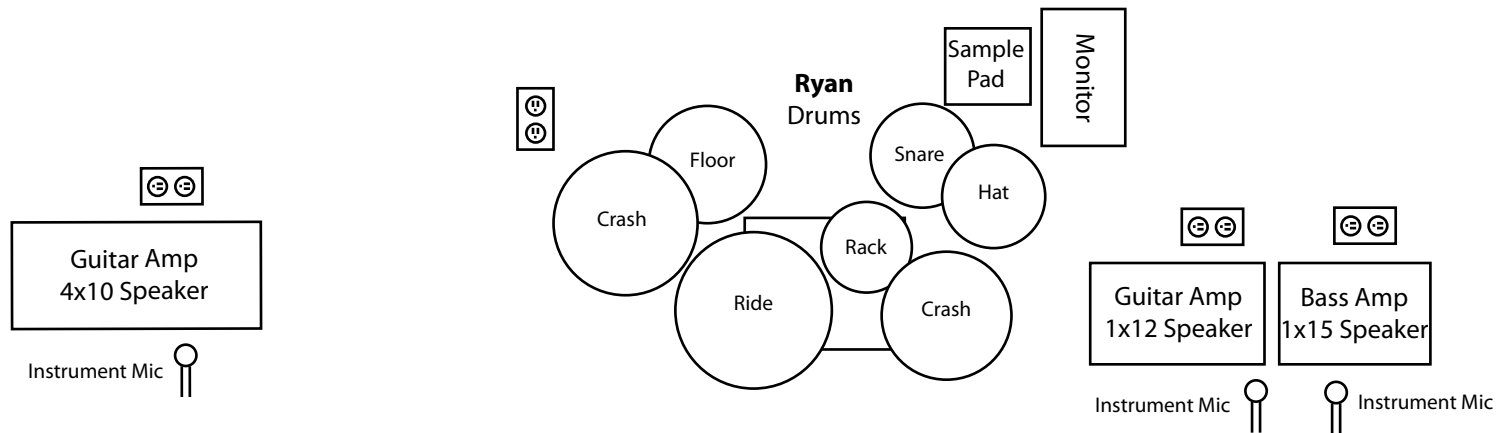 Sample
Pad
Monitor
Ryan
Drums
Floor
Snare
Hat
Crash
Rack
Ride
Crash
Guitar Amp
4x10 Speaker
Instrument Mic
Guitar Amp
1x12 Speaker
Bass Amp
1x15 Speaker
Instrument Mic
Instrument Mic